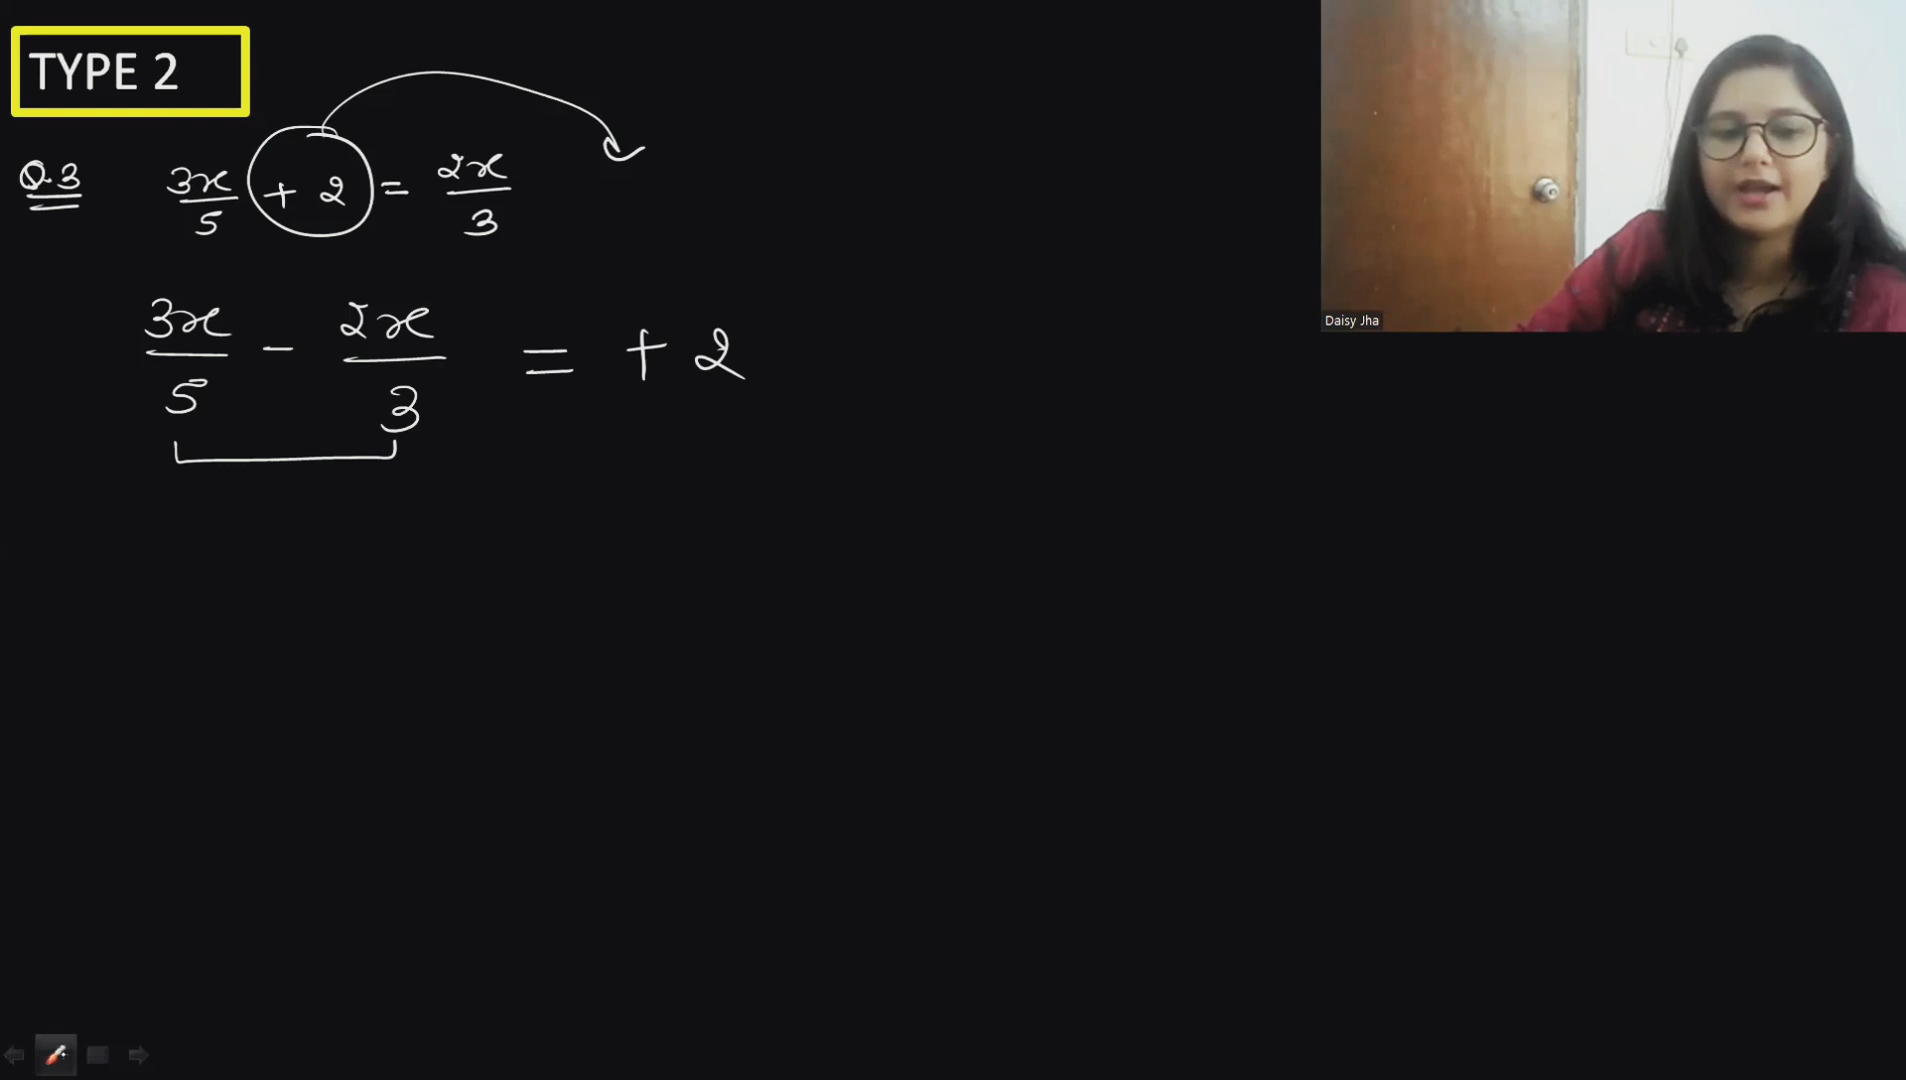 TYPE 2
Q.3 3x/5 + 2 = 2x/3
3x/5 - 2x/3 = + 2
Daisy Jha